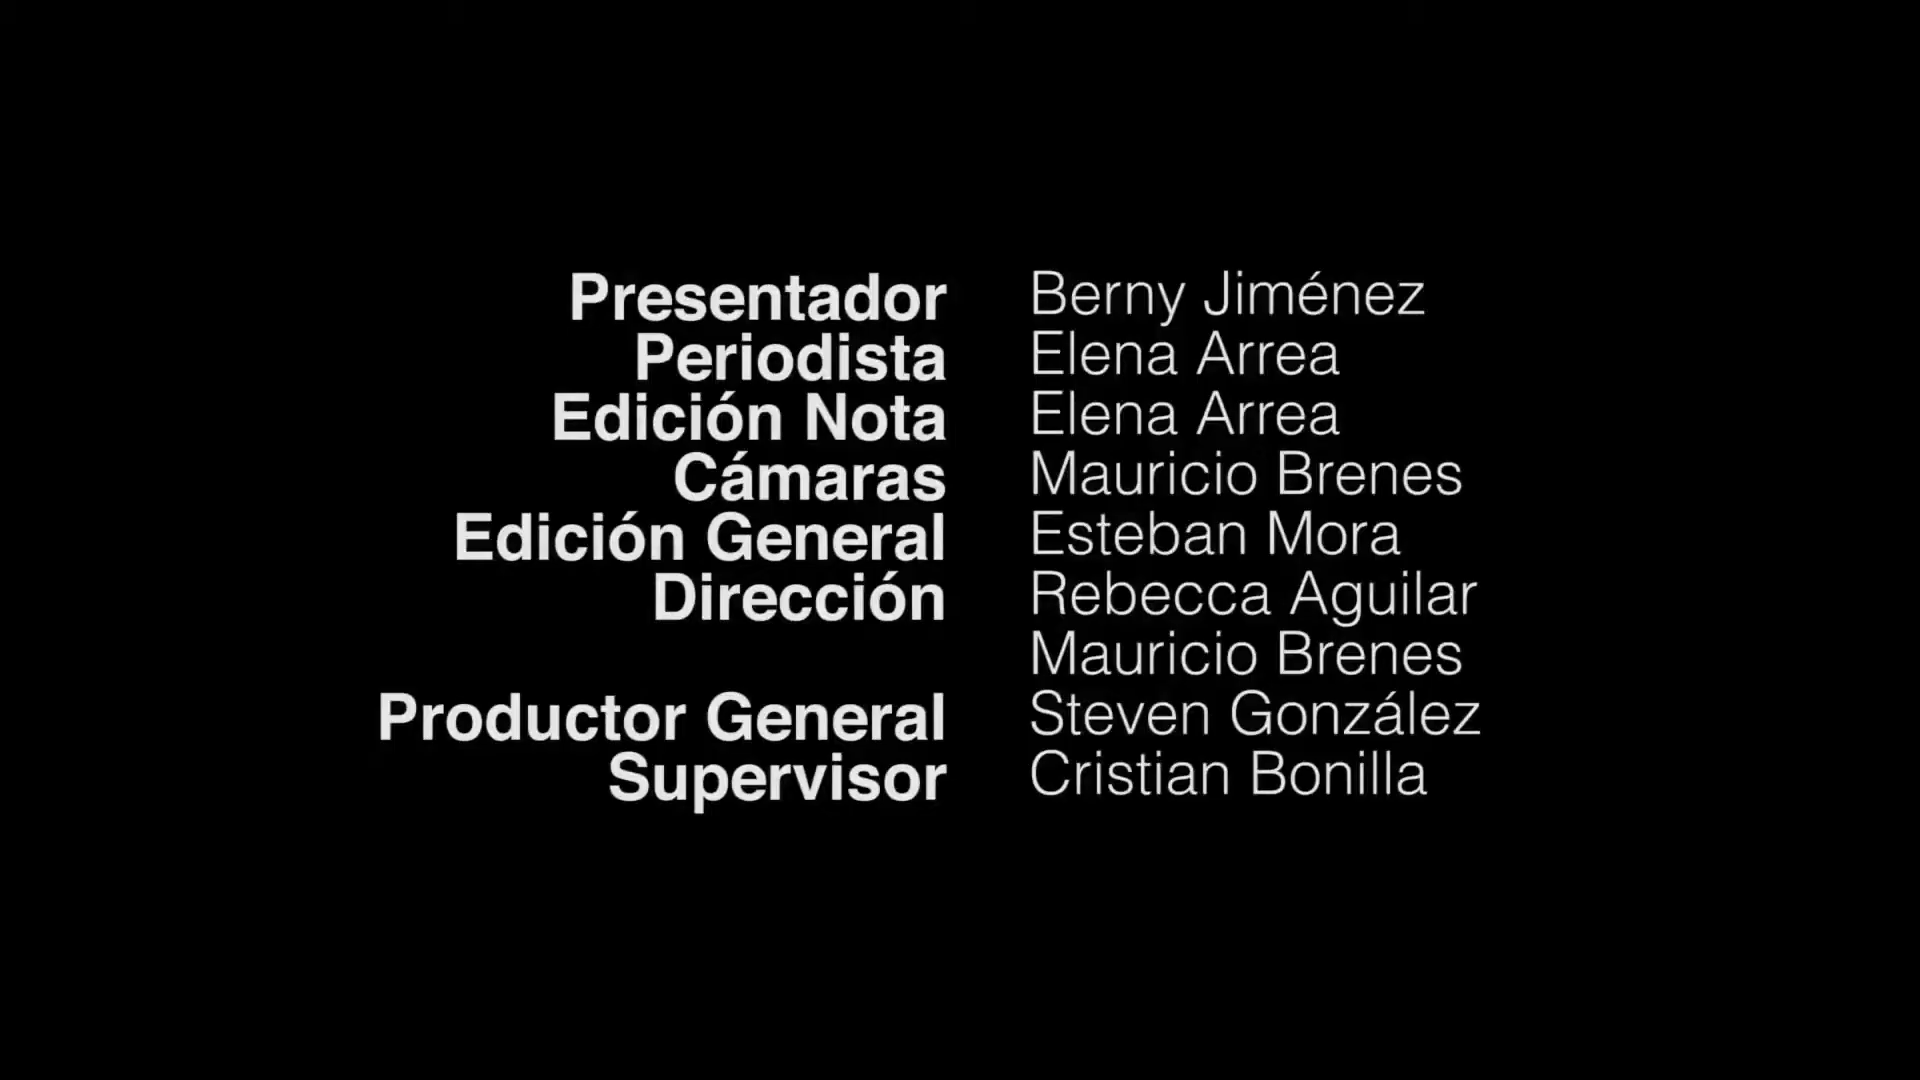 Presentador Berny Jiménez
Periodista Elena Arrea
Edición Nota Elena Arrea
Cámaras Mauricio Brenes
Edición General Esteban Mora
Dirección Rebecca Aguilar
Mauricio Brenes
Productor General Steven González
Supervisor Cristian Bonilla